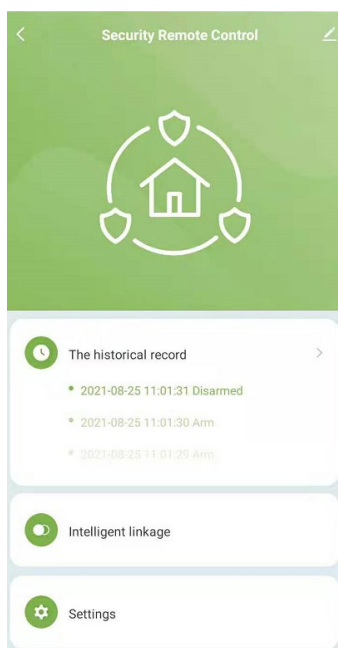 Security Remote Control
The historical record
2021-08-25 11:01:31 Disarmed
2021-08-25 11:01:30 Arm
2021-08-25 11:01:29 Arm
Intelligent linkage
Settings